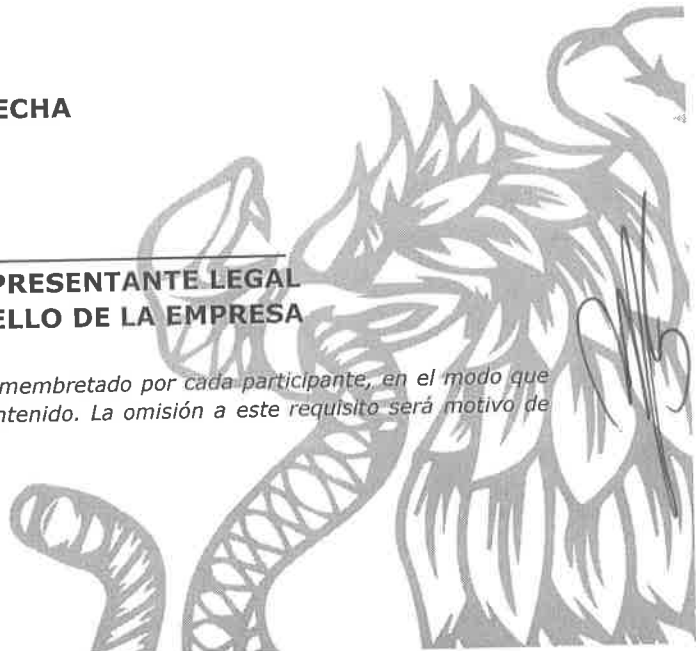 ECHA
PRESENTANTE LEGAL
ELLO DE LA EMPRESA
membretado por cada participante, en el modo que
ntenido. La omisión a este requisito será motivo de